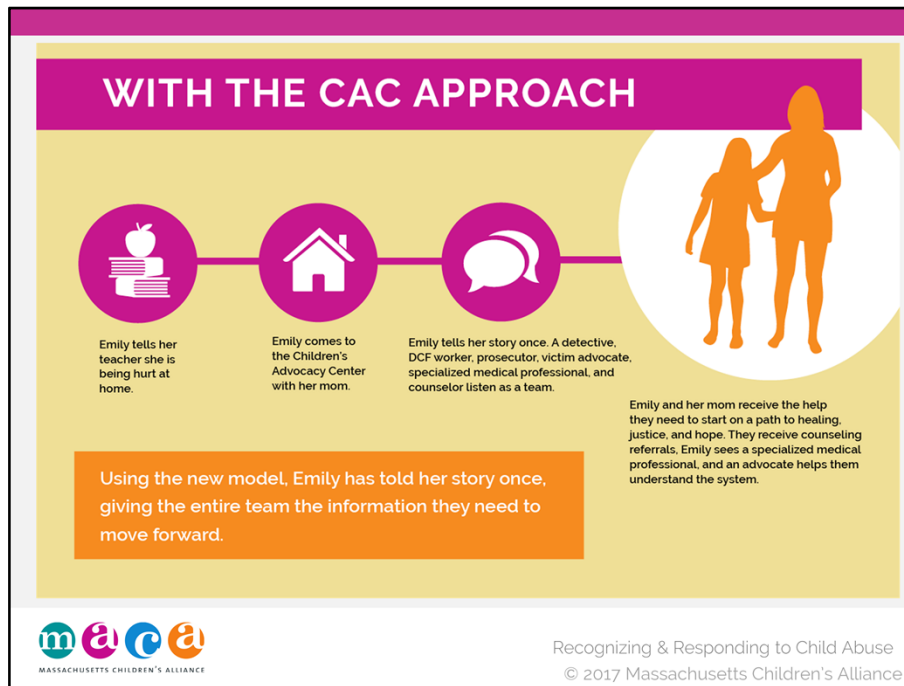 WITH THE CAC APPROACH
Emily tells her
teacher she is
being hurt at
home.
Emily comes to
the Children's
Advocacy Center
with her mom.
Emily tells her story once. A detective,
DCF worker, prosecutor, victim advocate,
specialized medical professional, and
counselor listen as a team.
Emily and her mom receive the help
they need to start on a path to healing,
justice, and hope. They receive counseling
referrals, Emily sees a specialized medical
professional, and an advocate helps them
understand the system.
Using the new model, Emily has told her story once,
giving the entire team the information they need to
move forward.
maca
MASSACHUSETTS CHILDREN'S ALLIANCE
Recognizing & Responding to Child Abuse
© 2017 Massachusetts Children's Alliance